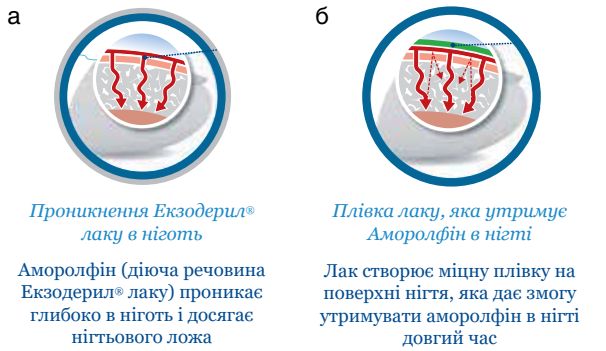 а
Проникнення Екзодерил®
лаку в ніготь
Аморолфін (діюча речовина
Екзодерил® лаку) проникає
глибоко в ніготь і досягає
нігтьового ложа
б
Плівка лаку, яка утримує
Аморолфін в нігті
Лак створює міцну плівку на
поверхні нігтя, яка дає змогу
утримувати аморолфін в нігті
довгий час